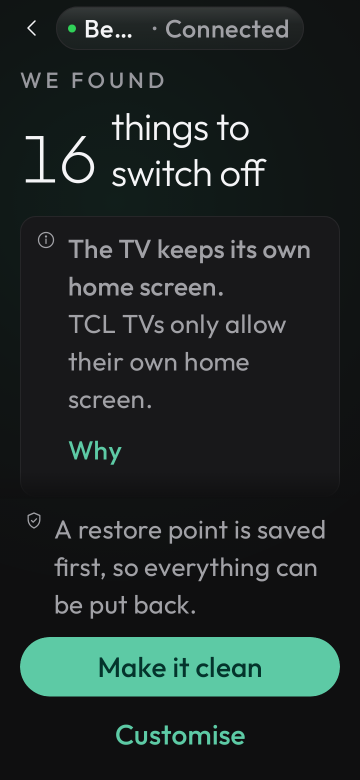 Be... · Connected
WE FOUND
16 things to
switch off
The TV keeps its own
home screen.
TCL TVs only allow
their own home
screen.
Why
A restore point is saved
first, so everything can
be put back.
Make it clean
Customise